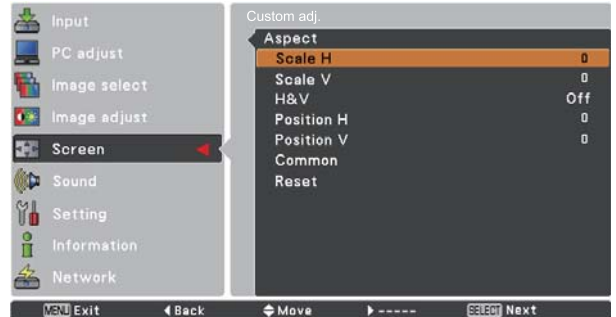 Input
PC adjust
Image select
Image adjust
Screen
Sound
Setting
Information
Network
Custom adj.
Aspect
Scale H 0
Scale V 0
H&V Off
Position H 0
Position V 0
Common
Reset
MENU Exit Back Move ----- SELECT Next